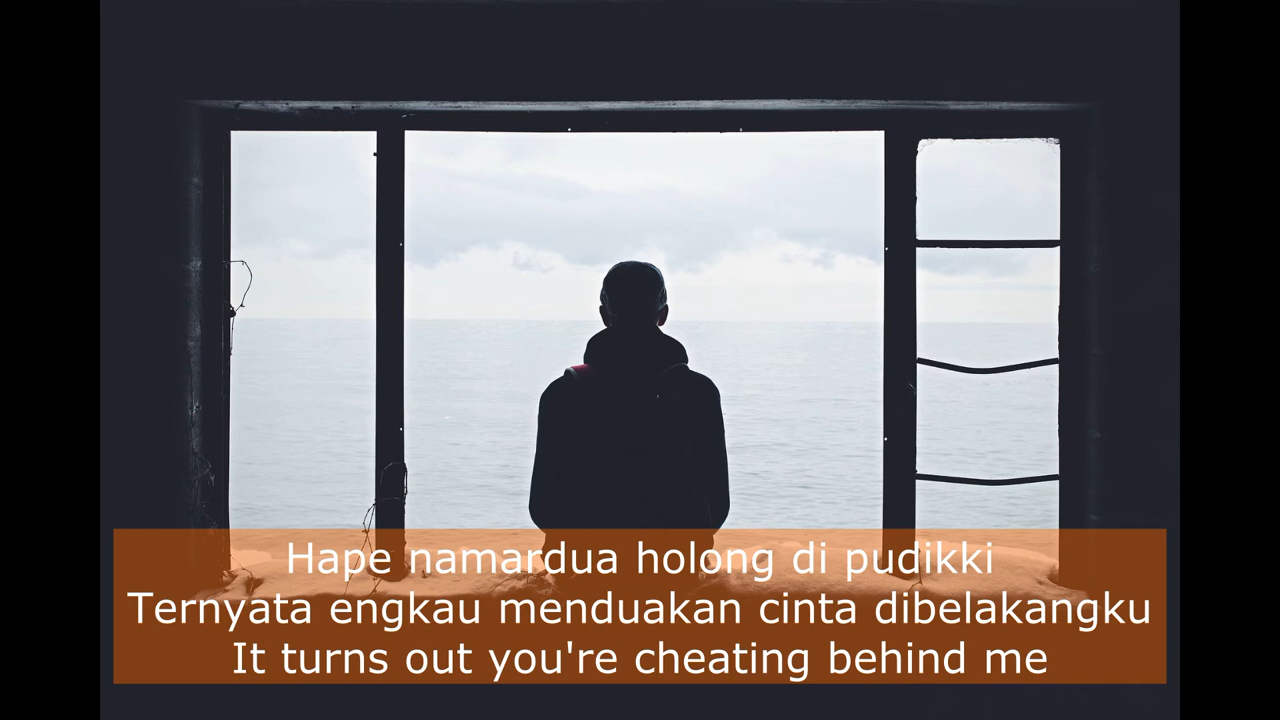 Hape namardua holong di pudikki
Ternyata engkau menduakan cinta dibelakangku
It turns out you're cheating behind me